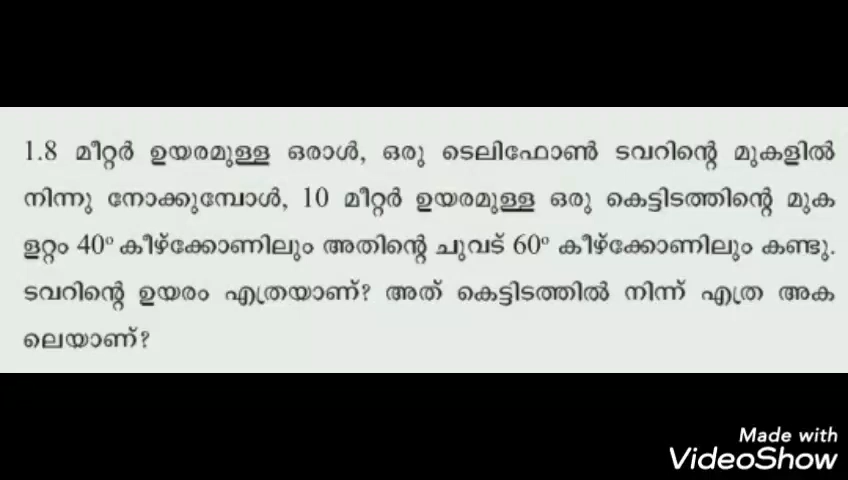 1.8 മീറ്റർ ഉയരമുള്ള ഒരാൾ, ഒരു ടെലിഫോൺ ടവറിന്റെ മുകളിൽ
നിന്നു നോക്കുമ്പോൾ, 10 മീറ്റർ ഉയരമുള്ള ഒരു കെട്ടിടത്തിന്റെ മുക
ളറ്റം 40° കീഴ്ക്കോണിലും അതിന്റെ ചുവട് 60° കീഴ്ക്കോണിലും കണ്ടു.
ടവറിന്റെ ഉയരം എത്രയാണ്? അത് കെട്ടിടത്തിൽ നിന്ന് എത്ര അക
ലെയാണ്?
Made with
VideoShow